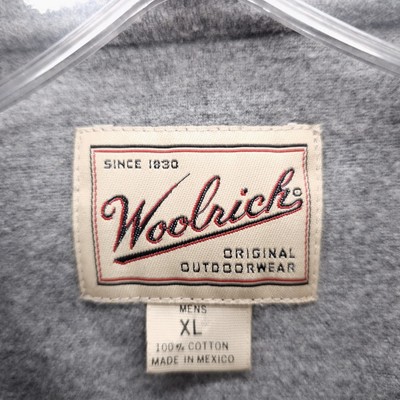 SINCE 1830
Woolrich®
ORIGINAL
OUTDOORWEAR
MENS
XL
100% COTTON
MADE IN MEXICO